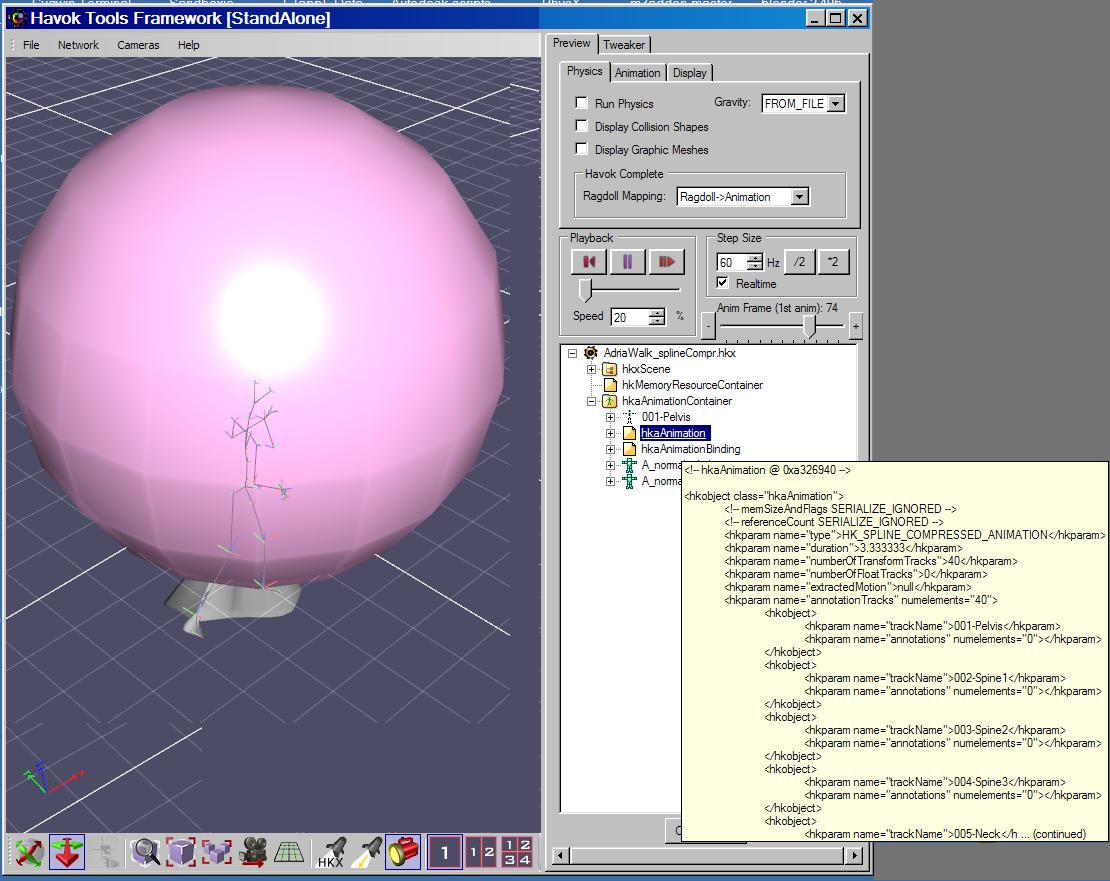 Havok Tools Framework [StandAlone]
File Network Cameras Help
Preview Tweaker
Physics Animation Display
Run Physics Gravity: FROM_FILE
Display Collision Shapes
Display Graphic Meshes
Havok Complete
Ragdoll Mapping: Ragdoll->Animation
Playback
Step Size
60 Hz /2 *2
Realtime
Speed 20 %
Anim Frame (1st anim): 74
- +
AdriaWalk_splineCompr.hkx
hkxScene
hkMemoryResourceContainer
hkaAnimationContainer
001-Pelvis
hkaAnimation
hkaAnimationBinding
A_norma
A_norma
<!-- hkaAnimation @ 0xa326940 -->
<hkobject class="hkaAnimation">
<!-- memSizeAndFlags SERIALIZE_IGNORED -->
<!-- referenceCount SERIALIZE_IGNORED -->
<hkparam name="type">HK_SPLINE_COMPRESSED_ANIMATION</hkparam>
<hkparam name="duration">3.333333</hkparam>
<hkparam name="numberOfTransformTracks">40</hkparam>
<hkparam name="numberOfFloatTracks">0</hkparam>
<hkparam name="extractedMotion">null</hkparam>
<hkparam name="annotationTracks" numelements="40">
<hkobject>
<hkparam name="trackName">001-Pelvis</hkparam>
<hkparam name="annotations" numelements="0"></hkparam>
</hkobject>
<hkobject>
<hkparam name="trackName">002-Spine1</hkparam>
<hkparam name="annotations" numelements="0"></hkparam>
</hkobject>
<hkobject>
<hkparam name="trackName">003-Spine2</hkparam>
<hkparam name="annotations" numelements="0"></hkparam>
</hkobject>
<hkobject>
<hkparam name="trackName">004-Spine3</hkparam>
<hkparam name="annotations" numelements="0"></hkparam>
</hkobject>
<hkobject>
<hkparam name="trackName">005-Neck</h ... (continued)
HKX
1 1 2 1 2
3 4